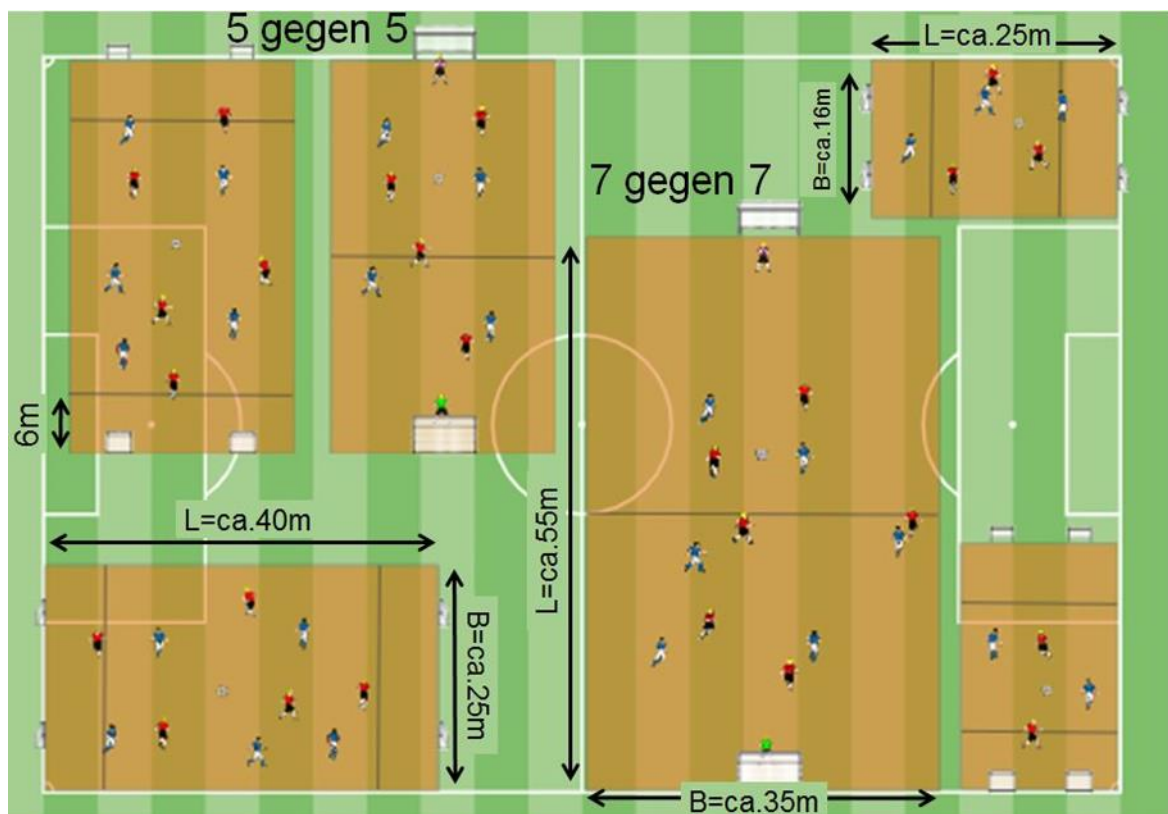 5 gegen 5
L=ca.25m
B=ca.16m
7 gegen 7
6m
L=ca.40m
L=ca.55m
B=ca.25m
B=ca.35m